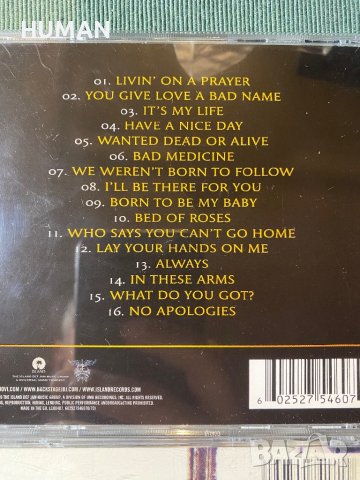 HUMAN
01. LIVIN' ON A PRAYER
02. YOU GIVE LOVE A BAD NAME
03. IT'S MY LIFE
04. HAVE A NICE DAY
05. WANTED DEAD OR ALIVE
06. BAD MEDICINE
07. WE WEREN'T BORN TO FOLLOW
08. I'LL BE THERE FOR YOU
09. BORN TO BE MY BABY
10. BED OF ROSES
11. WHO SAYS YOU CAN'T GO HOME
12. LAY YOUR HANDS ON ME
13. ALWAYS
14. IN THESE ARMS
15. WHAT DO YOU GOT?
16. NO APOLOGIES
ISLAND
6 02527 54607